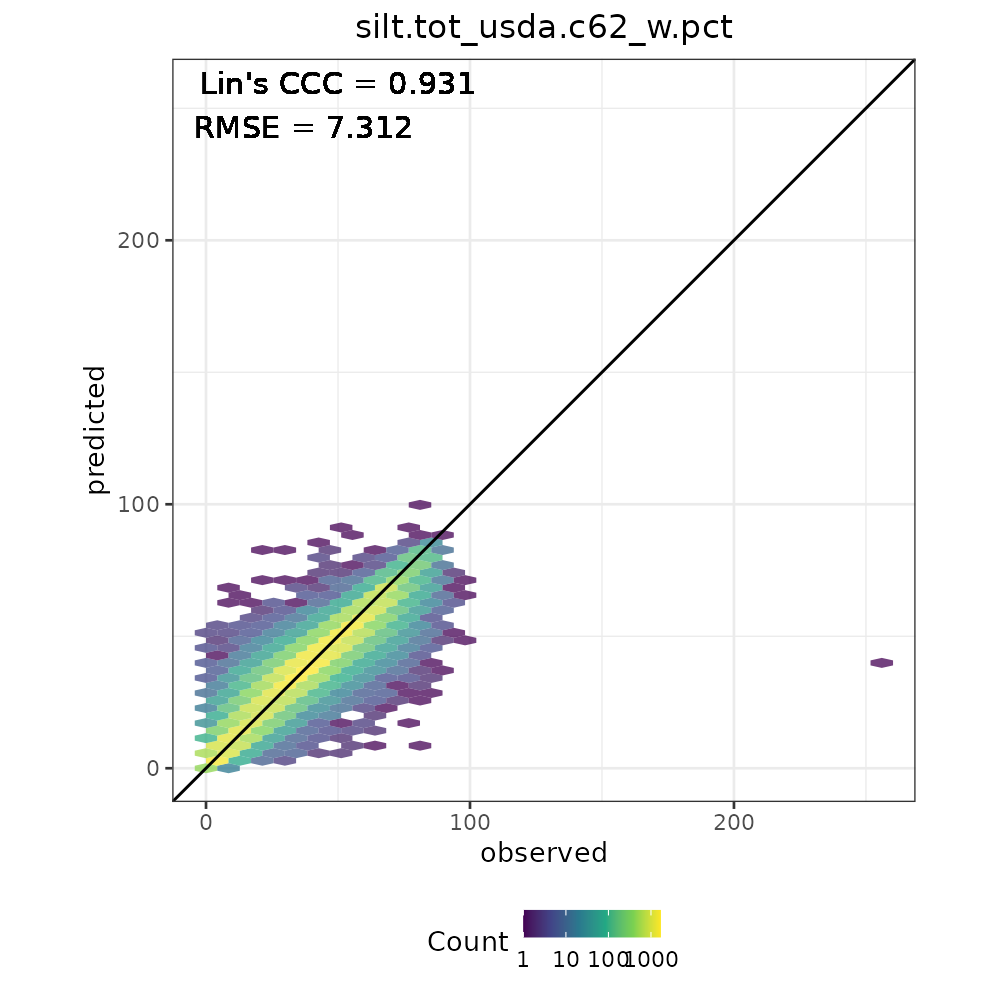 silt.tot_usda.c62_w.pct
Lin's CCC = 0.931
RMSE = 7.312
predicted
200
100
0
0 100 200
observed
Count
1 10 100 1000